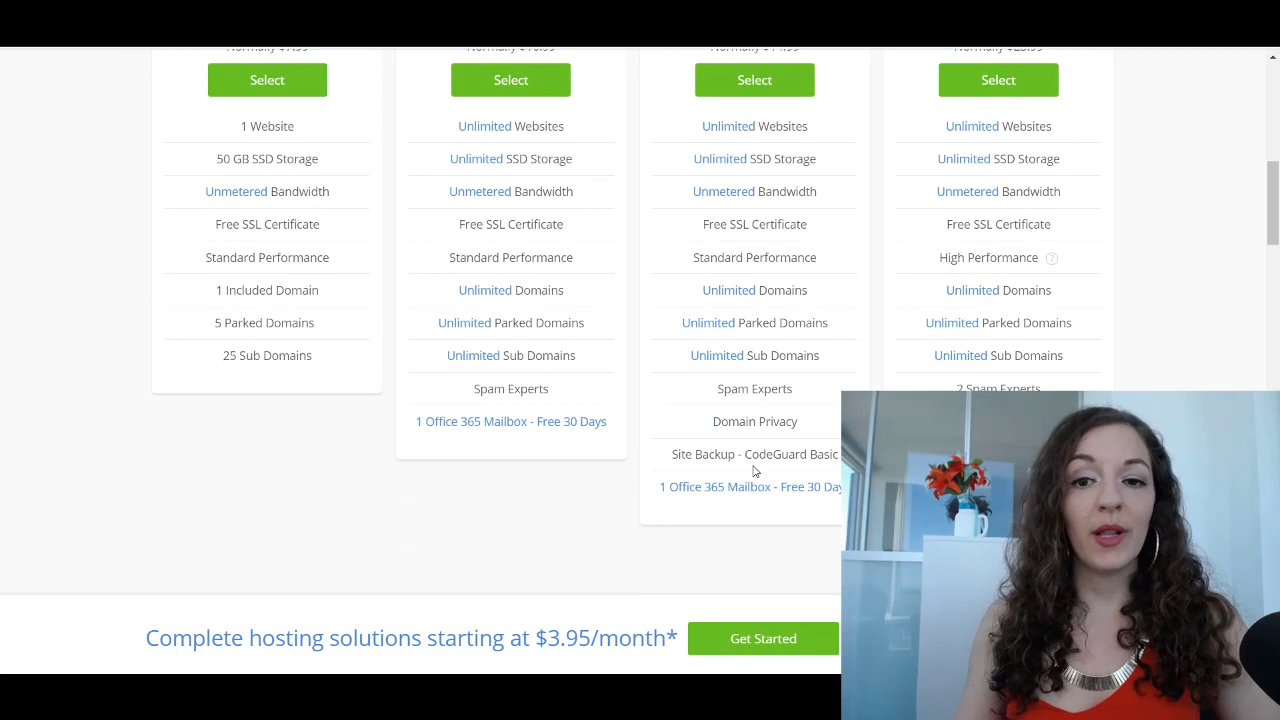 Select
1 Website
50 GB SSD Storage
Unmetered Bandwidth
Free SSL Certificate
Standard Performance
1 Included Domain
5 Parked Domains
25 Sub Domains
Select
Unlimited Websites
Unlimited SSD Storage
Unmetered Bandwidth
Free SSL Certificate
Standard Performance
Unlimited Domains
Unlimited Parked Domains
Unlimited Sub Domains
Spam Experts
1 Office 365 Mailbox - Free 30 Days
Select
Unlimited Websites
Unlimited SSD Storage
Unmetered Bandwidth
Free SSL Certificate
Standard Performance
Unlimited Domains
Unlimited Parked Domains
Unlimited Sub Domains
Spam Experts
Domain Privacy
Site Backup - CodeGuard Basic
1 Office 365 Mailbox - Free 30 Day
Select
Unlimited Websites
Unlimited SSD Storage
Unmetered Bandwidth
Free SSL Certificate
High Performance ?
Unlimited Domains
Unlimited Parked Domains
Unlimited Sub Domains
2 Spam Experts
Complete hosting solutions starting at $3.95/month*
Get Started